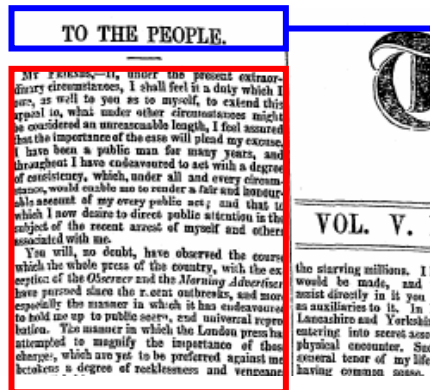 TO THE PEOPLE.
MY FRIENDS,—If, under the present extraor-
dinary circumstances, I shall feel it a duty which I
owe, as well to you as to myself, to extend this
appeal to, what under other circumstances might
be considered an unreasonable length, I feel assured
that the importance of the case will plead my excuse.
I have been a public man for many years, and
throughout I have endeavoured to act with a degree
of consistency, which, under all and every circum-
stance, would enable me to render a fair and honour-
able account of my every public act; and that to
which I now desire to direct public attention is the
subject of the recent arrest of myself and others
associated with me.
You will, no doubt, have observed the course
which the whole press of the country, with the ex
ception of the Observer and the Morning Advertiser
have pursued since the recent outbreaks, and more
especially the manner in which it has endeavoured
to hold me up to public scorn, and universal repro
bation. The manner in which the London press has
attempted to magnify the importance of those
charges, which are yet to be preferred against me
betokens a degree of recklessness and vengeance
T
VOL. V.
the starving millions. I
would be made, and
assist directly in it you
as auxiliaries to it. In
Lancashire and Yorkshire
entering into secret
physical encounter.
general tenor of my life
having common sense.